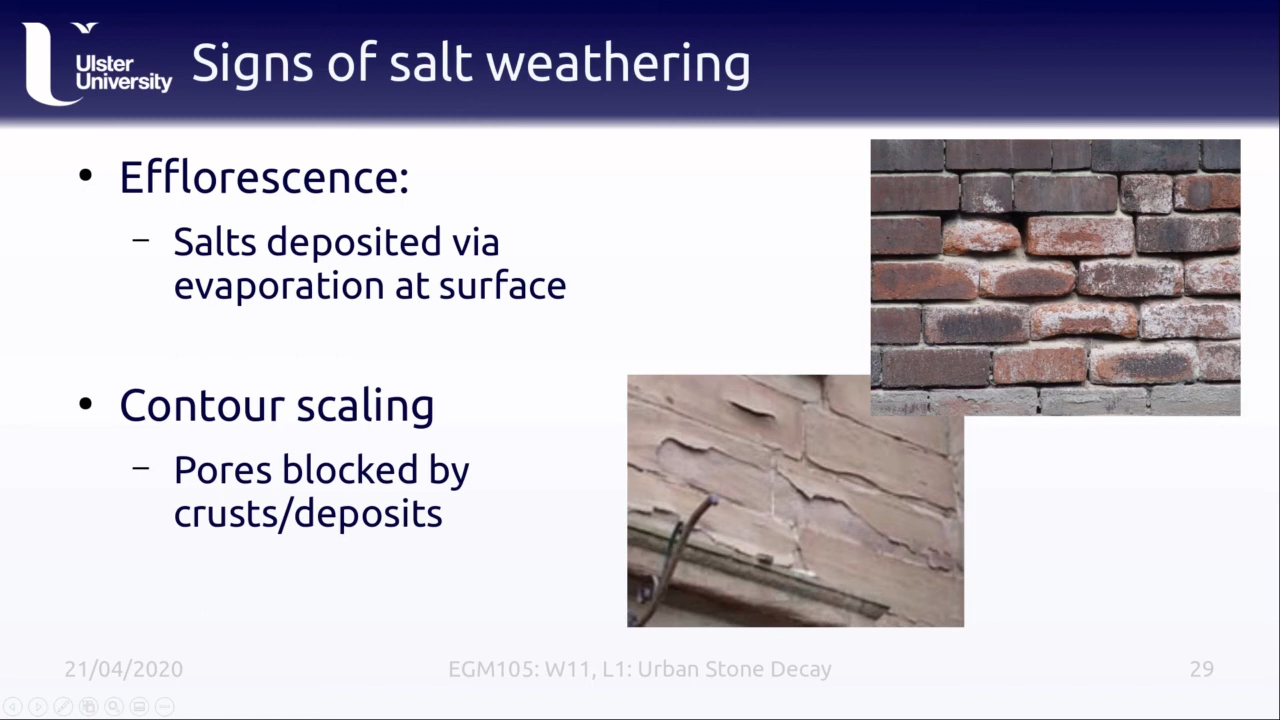 Ulster
University
Signs of salt weathering
Efflorescence:
Salts deposited via
evaporation at surface
Contour scaling
Pores blocked by
crusts/deposits
21/04/2020
EGM105: W11, L1: Urban Stone Decay
29